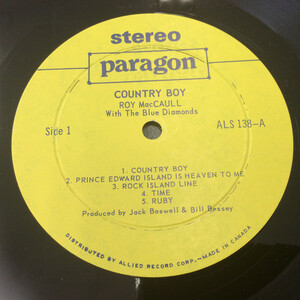 stereo
paragon
COUNTRY BOY
ROY MacCAULL
With The Blue Diamonds
Side 1
ALS 138-A
1. COUNTRY BOY
2. PRINCE EDWARD ISLAND IS HEAVEN TO ME
3. ROCK ISLAND LINE
4. TIME
5. RUBY
Produced by Jack Boswell & Bill Bessey
DISTRIBUTED BY ALLIED RECORD CORP.—MADE IN CANADA